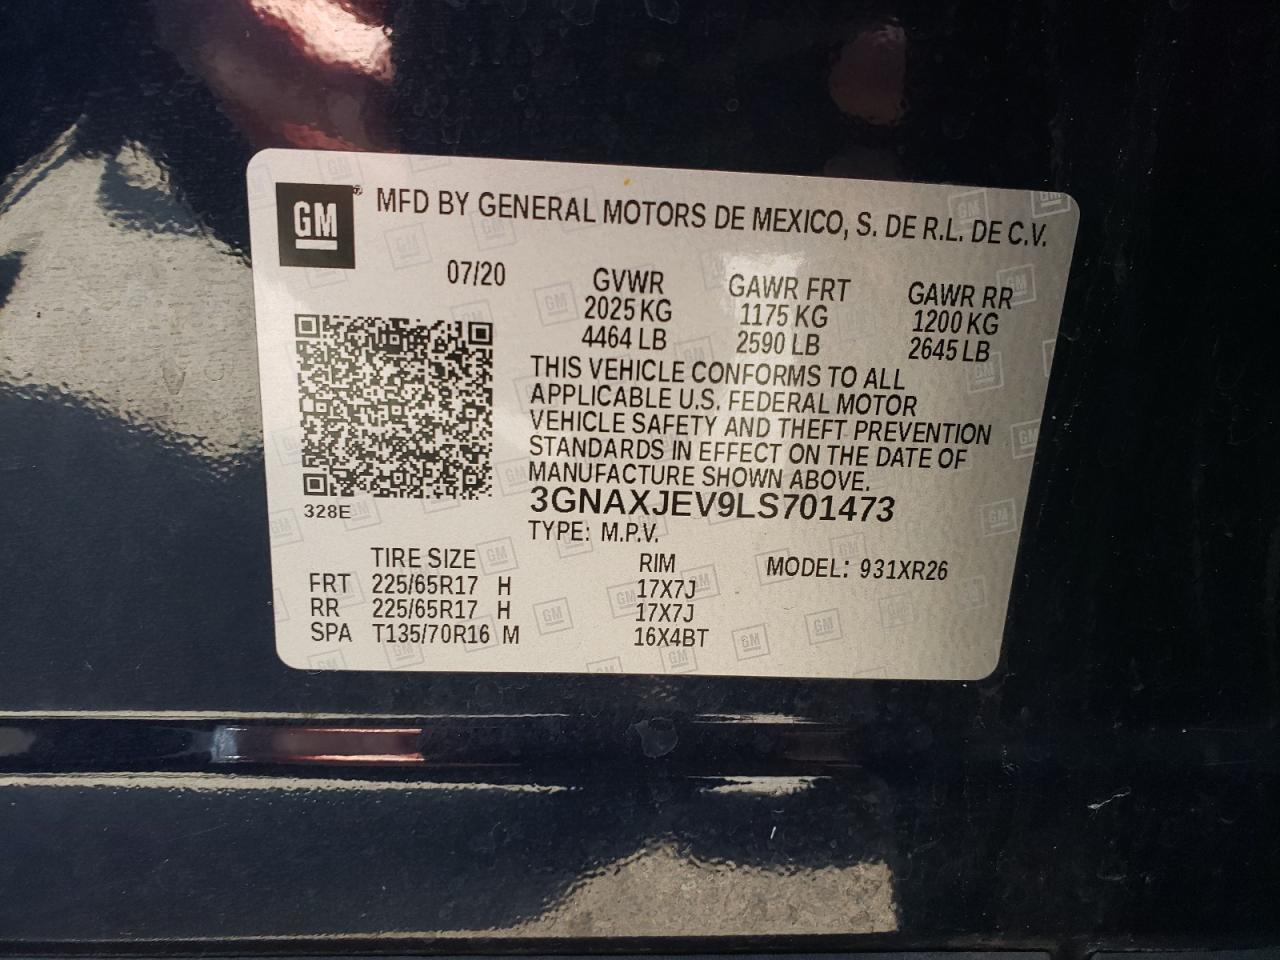 GM® MFD BY GENERAL MOTORS DE MEXICO, S. DE R.L. DE C.V.
07/20 GVWR GAWR FRT GAWR RR
2025 KG 1175 KG 1200 KG
4464 LB 2590 LB 2645 LB
THIS VEHICLE CONFORMS TO ALL
APPLICABLE U.S. FEDERAL MOTOR
VEHICLE SAFETY AND THEFT PREVENTION
STANDARDS IN EFFECT ON THE DATE OF
MANUFACTURE SHOWN ABOVE.
3GNAXJEV9LS701473
328E
TYPE: M.P.V.
TIRE SIZE RIM MODEL: 931XR26
FRT 225/65R17 H 17X7J
RR 225/65R17 H 17X7J
SPA T135/70R16 M 16X4BT